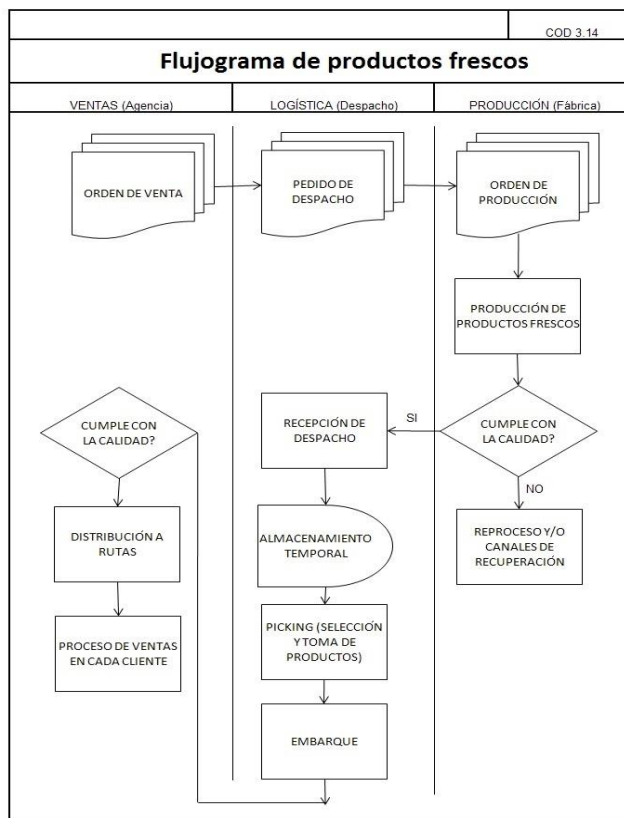 COD 3.14
Flujograma de productos frescos
VENTAS (Agencia)
LOGÍSTICA (Despacho)
PRODUCCIÓN (Fábrica)
ORDEN DE VENTA
PEDIDO DE
DESPACHO
ORDEN DE
PRODUCCIÓN
PRODUCCIÓN DE
PRODUCTOS FRESCOS
CUMPLE CON
LA CALIDAD?
RECEPCIÓN DE
DESPACHO
SI
CUMPLE CON
LA CALIDAD?
NO
DISTRIBUCIÓN A
RUTAS
ALMACENAMIENTO
TEMPORAL
REPROCESO Y/O
CANALES DE
RECUPERACIÓN
PROCESO DE VENTAS
EN CADA CLIENTE
PICKING (SELECCIÓN
Y TOMA DE
PRODUCTOS)
EMBARQUE